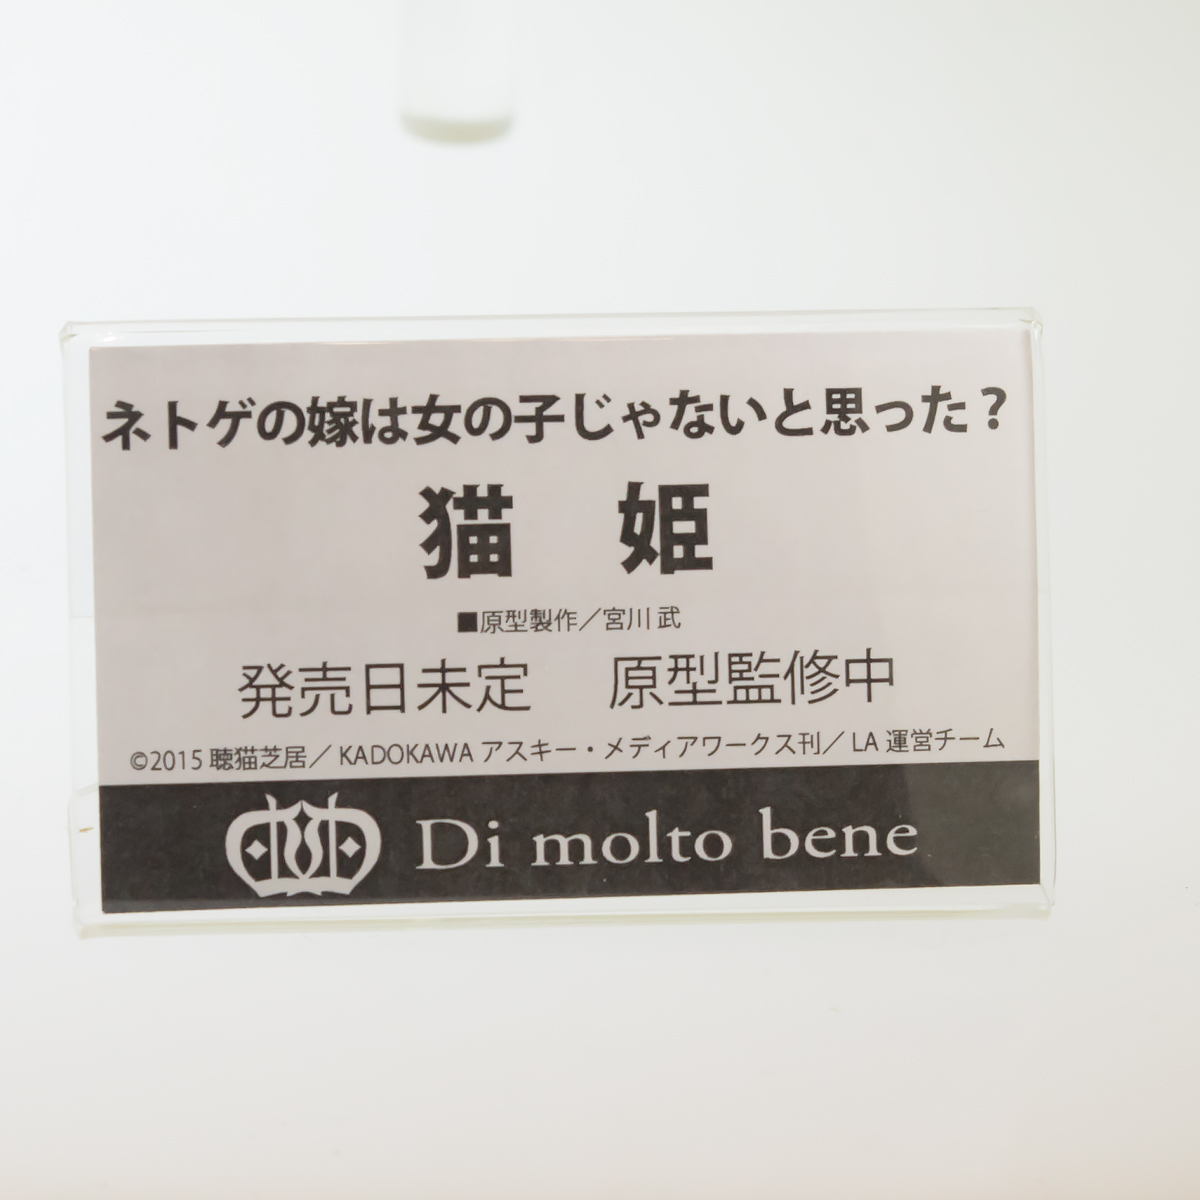 ネトゲの嫁は女の子じゃないと思った？
猫　姫
■原型製作／宮川 武
発売日未定　原型監修中
©2015 聴猫芝居／ KADOKAWA アスキー・メディアワークス刊／ LA 運営チーム
Di molto bene